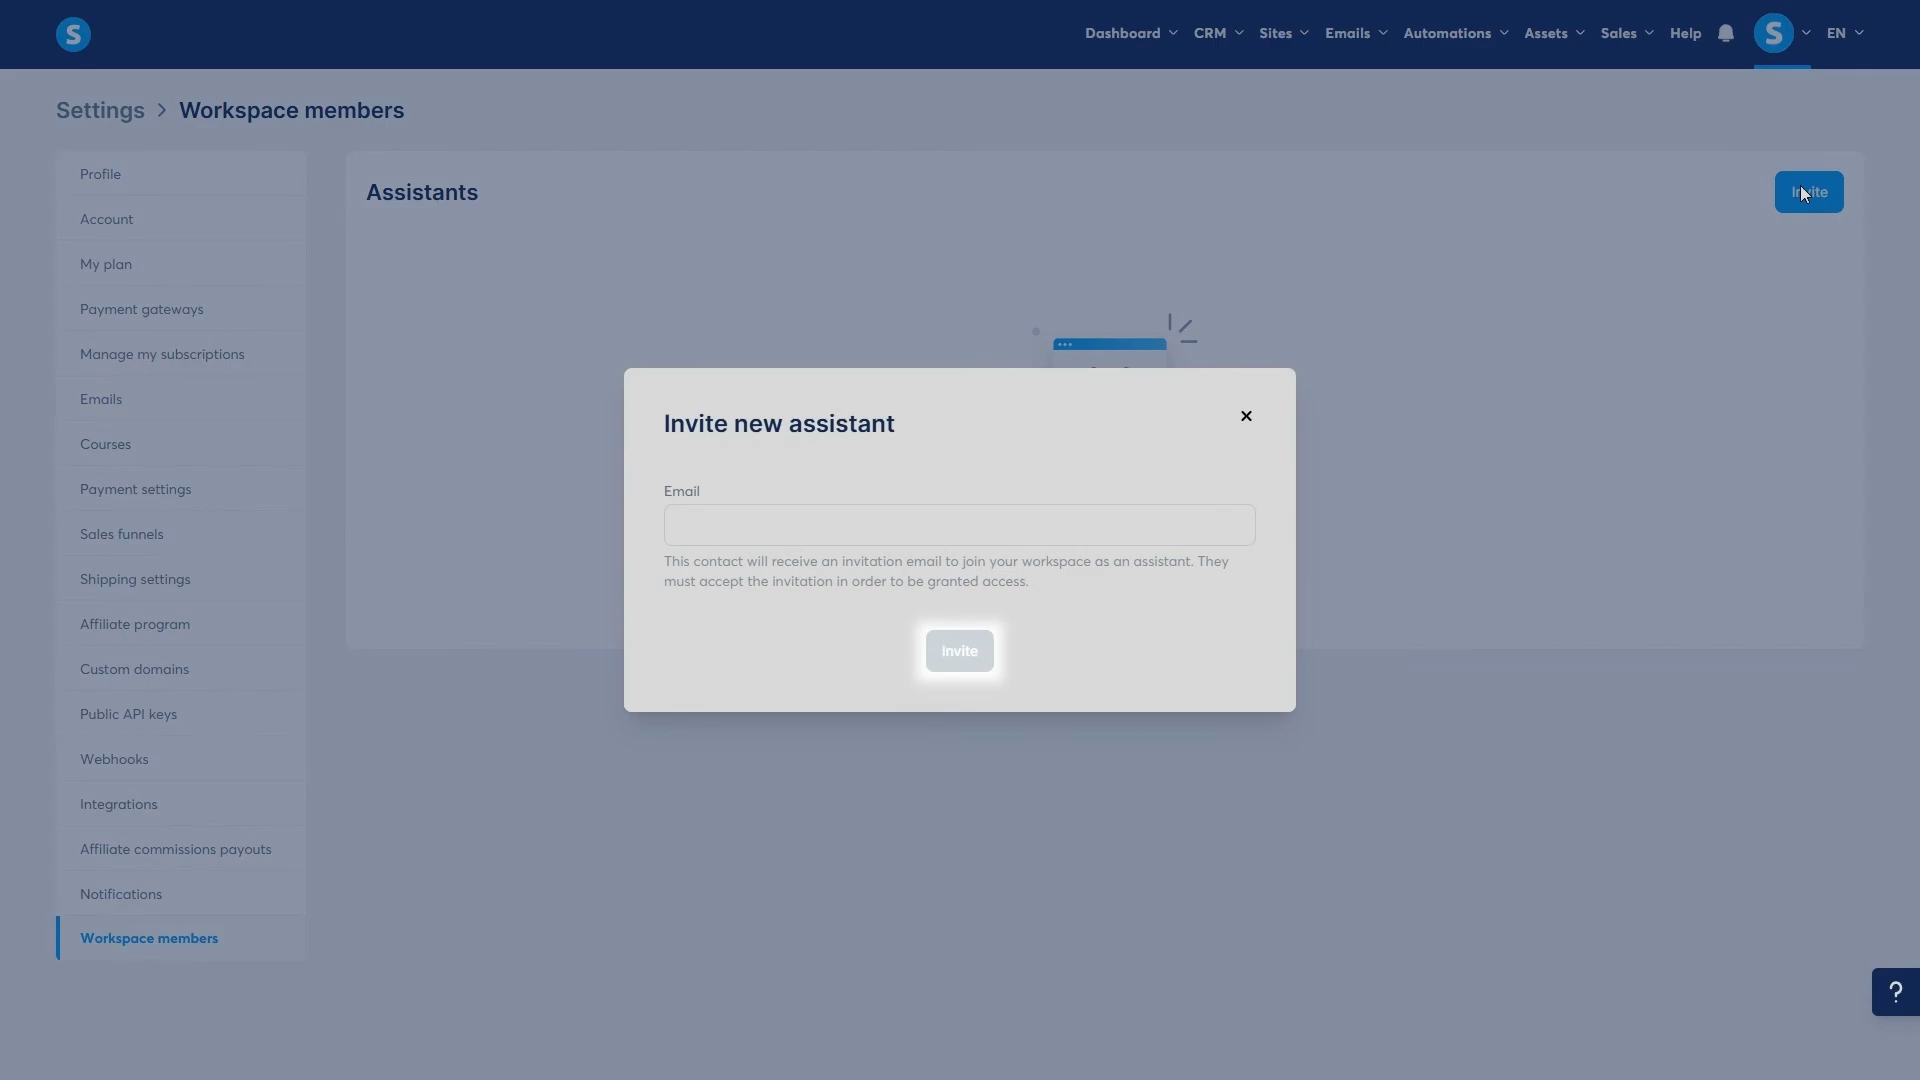 S
Dashboard
CRM
Sites
Emails
Automations
Assets
Sales
Help
S
EN
Settings > Workspace members
Profile
Account
My plan
Payment gateways
Manage my subscriptions
Emails
Courses
Payment settings
Sales funnels
Shipping settings
Affiliate program
Custom domains
Public API keys
Webhooks
Integrations
Affiliate commissions payouts
Notifications
Workspace members
Assistants
Invite
Invite new assistant
Email
This contact will receive an invitation email to join your workspace as an assistant. They
must accept the invitation in order to be granted access.
Invite
?